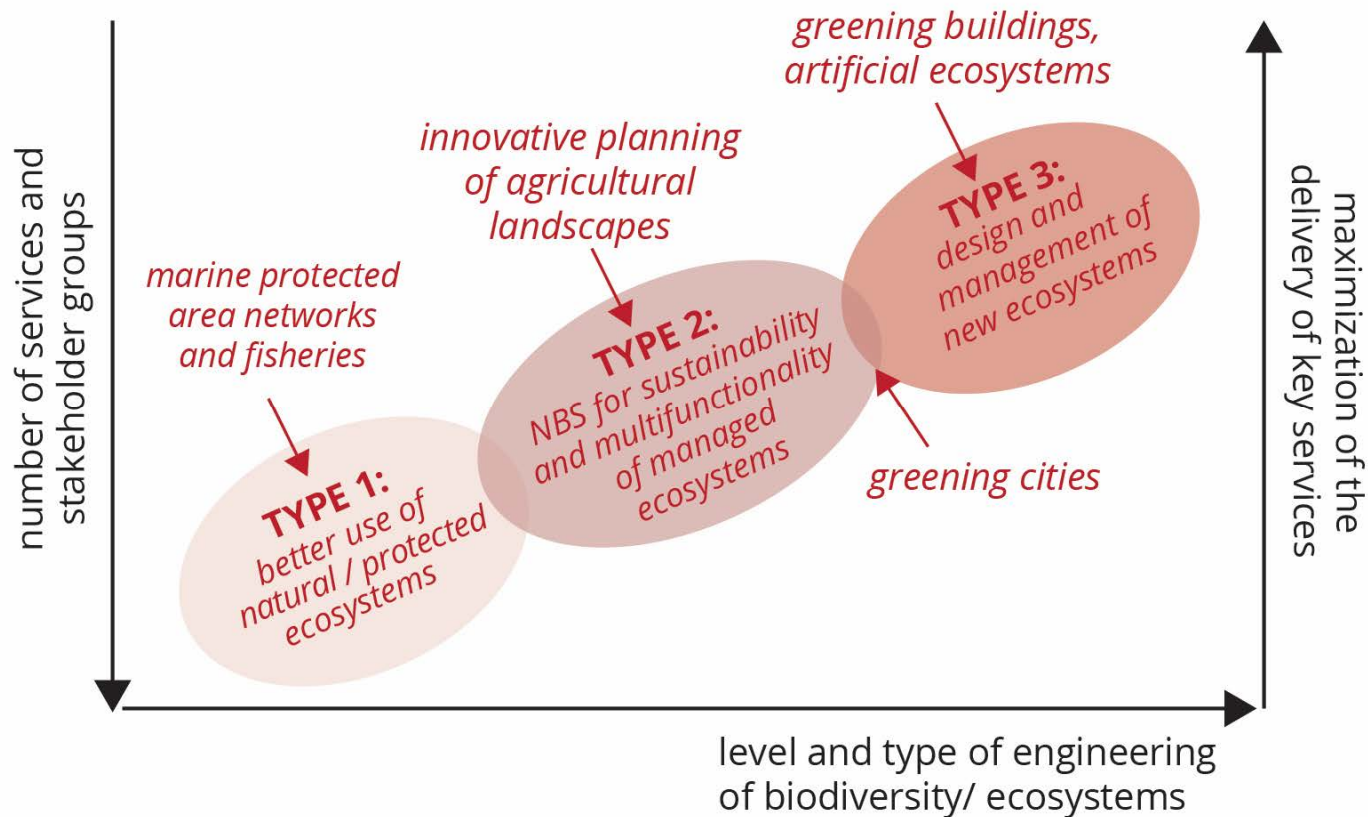 number of services and
stakeholder groups
marine protected
area networks
and fisheries
TYPE 1:
better use of
natural / protected
ecosystems
innovative planning
of agricultural
landscapes
TYPE 2:
NBS for sustainability
and multifunctionality
of managed
ecosystems
greening buildings,
artificial ecosystems
TYPE 3:
design and
management of
new ecosystems
greening cities
maximization of the
delivery of key services
level and type of engineering
of biodiversity/ ecosystems